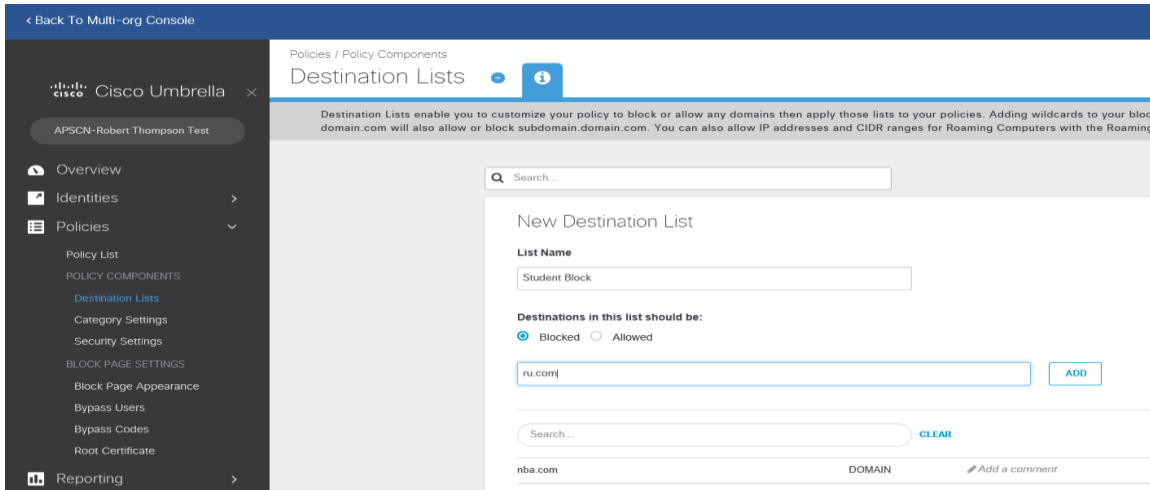 < Back To Multi-org Console
cisco Cisco Umbrella ×
APSCN-Robert Thompson Test
Overview
Identities >
Policies
Policy List
POLICY COMPONENTS
Destination Lists
Category Settings
Security Settings
BLOCK PAGE SETTINGS
Block Page Appearance
Bypass Users
Bypass Codes
Root Certificate
Reporting >
Policies / Policy Components
Destination Lists
Destination Lists enable you to customize your policy to block or allow any domains then apply those lists to your policies. Adding wildcards to your bloc
domain.com will also allow or block subdomain.domain.com. You can also allow IP addresses and CIDR ranges for Roaming Computers with the Roaming
Search...
New Destination List
List Name
Student Block
Destinations in this list should be:
Blocked Allowed
ru.com ADD
Search... CLEAR
nba.com DOMAIN Add a comment